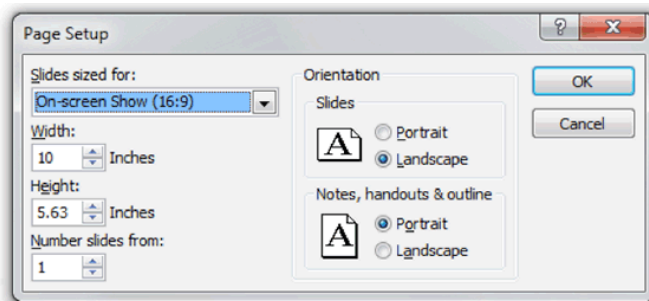 Page Setup
Slides sized for:
On-screen Show (16:9)
Width:
10 Inches
Height:
5.63 Inches
Number slides from:
1
Orientation
Slides
A
Portrait
Landscape
Notes, handouts & outline
A
Portrait
Landscape
OK
Cancel